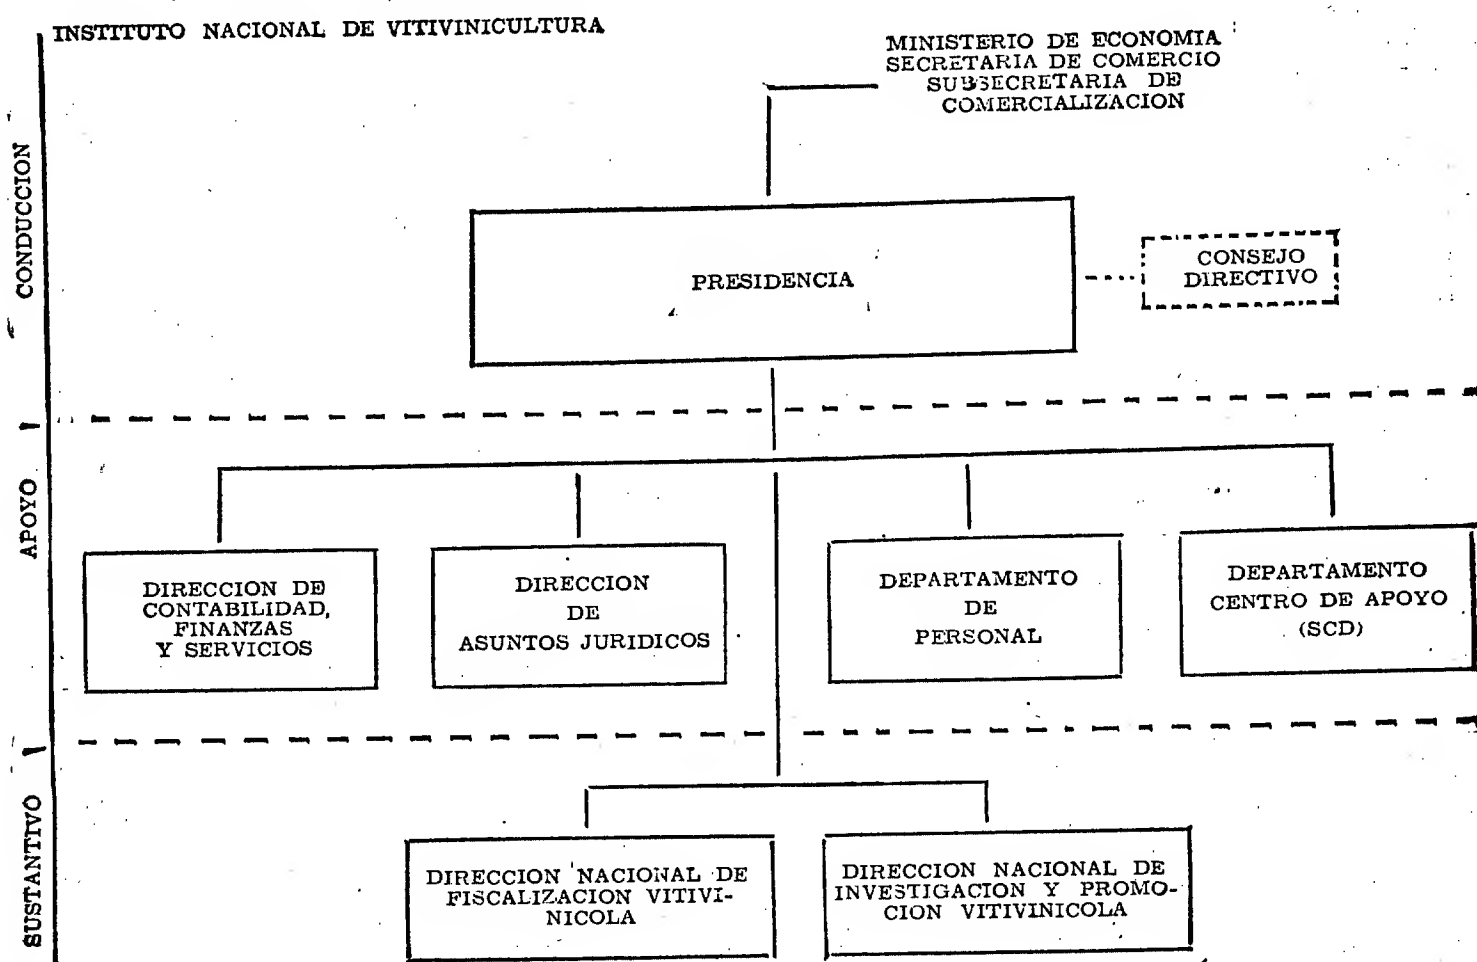 INSTITUTO NACIONAL DE VITIVINICULTURA
MINISTERIO DE ECONOMIA
SECRETARIA DE COMERCIO
SUBSECRETARIA DE
COMERCIALIZACION
CONDUCCION
PRESIDENCIA
CONSEJO
DIRECTIVO
APOYO
DIRECCION DE
CONTABILIDAD,
FINANZAS
Y SERVICIOS
DIRECCION
DE
ASUNTOS JURIDICOS
DEPARTAMENTO
DE
PERSONAL
DEPARTAMENTO
CENTRO DE APOYO
(SCD)
SUSTANTIVO
DIRECCION NACIONAL DE
FISCALIZACION VITIVI-
NICOLA
DIRECCION NACIONAL DE
INVESTIGACION Y PROMO-
CION VITIVINICOLA